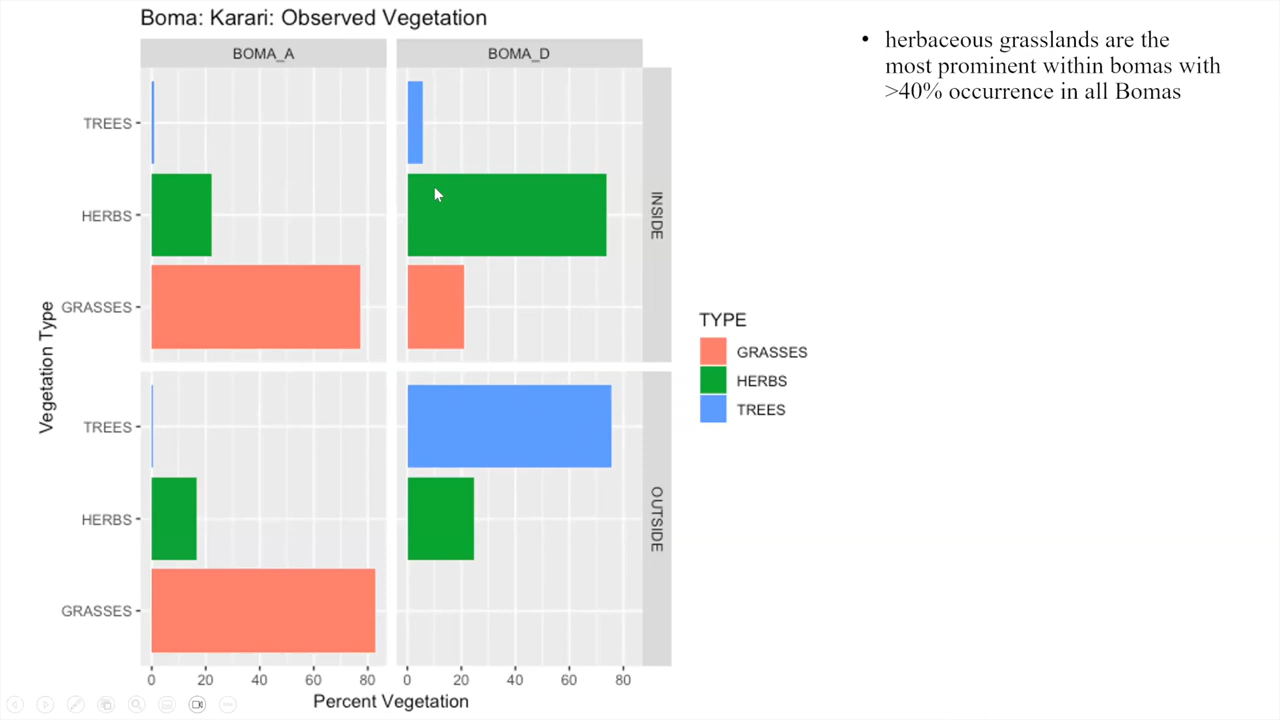 Boma: Karari: Observed Vegetation
BOMA_A
BOMA_D
TREES
HERBS
GRASSES
INSIDE
TREES
HERBS
GRASSES
OUTSIDE
Vegetation Type
0 20 40 60 80
0 20 40 60 80
Percent Vegetation
TYPE
GRASSES
HERBS
TREES
• herbaceous grasslands are the
most prominent within bomas with
>40% occurrence in all Bomas